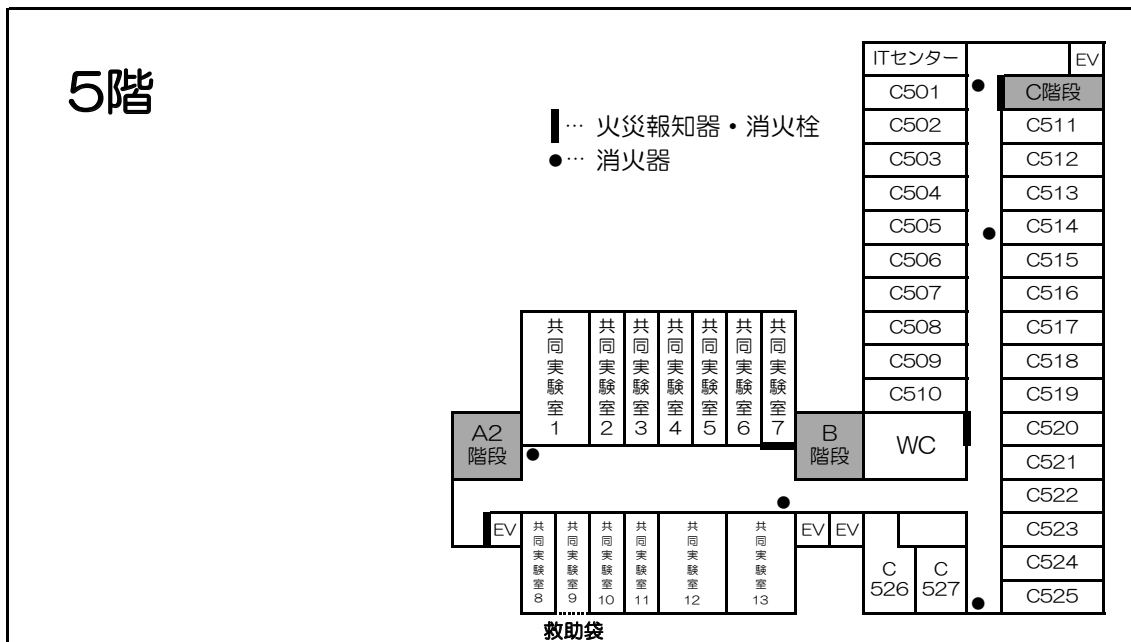 5階
… 火災報知器・消火栓
●… 消火器
ITセンター
EV
C501
C階段
C502
C511
C503
C512
C504
C513
C505
C514
C506
C515
C507
C516
C508
C517
C509
C518
C510
C519
WC
C520
C521
C522
C523
C524
C525
共同実験室1
共同実験室2
共同実験室3
共同実験室4
共同実験室5
共同実験室6
共同実験室7
A2
階段
B
階段
EV
共同実験室8
共同実験室9
共同実験室10
共同実験室11
共同実験室12
共同実験室13
EV
EV
C
526
C
527
救助袋